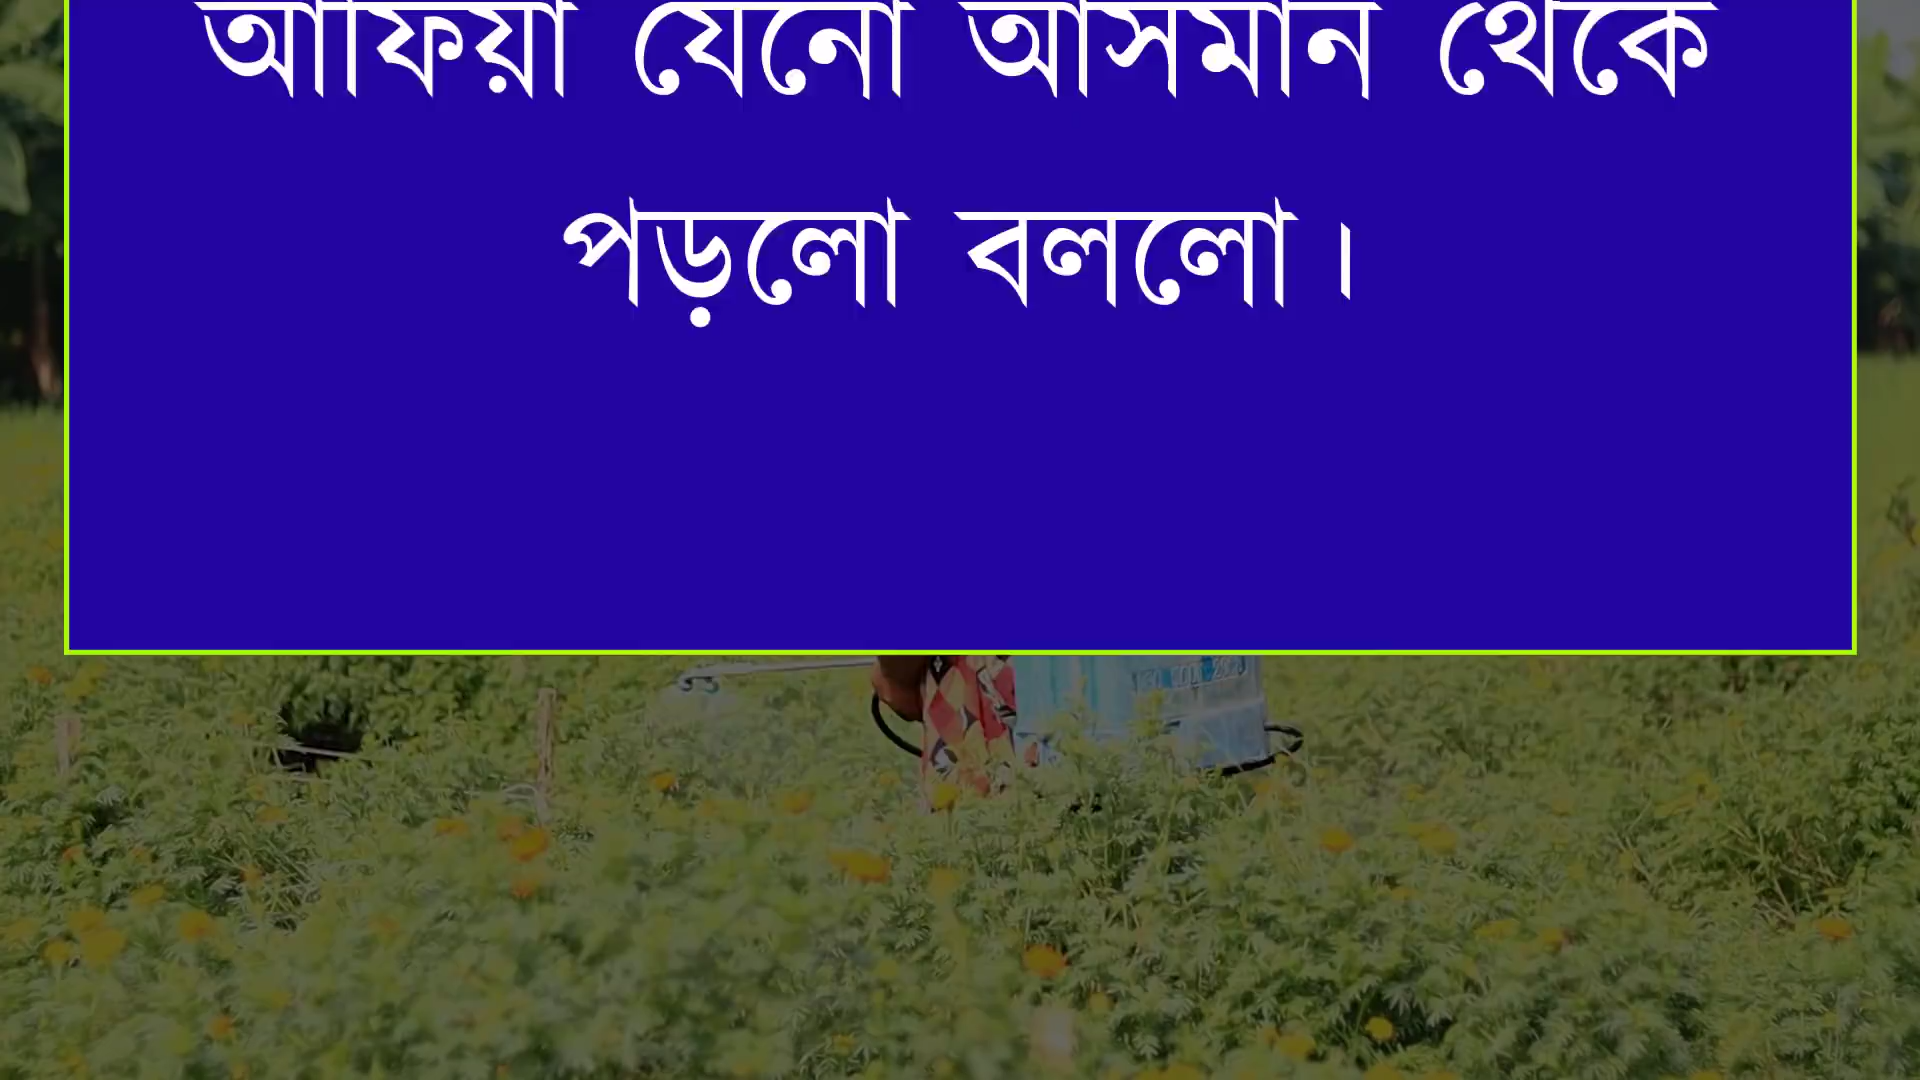 আফিয়া যেনো আসমান থেকে
পড়লো বললো।